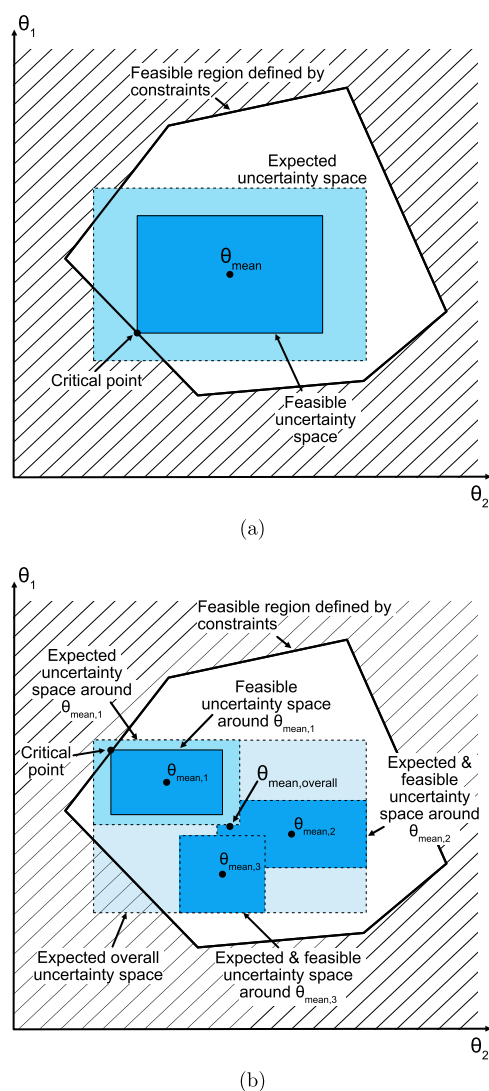 θ1
Feasible region defined by
constraints
Expected
uncertainty space
θmean
Critical point
Feasible
uncertainty
space
θ2
(a)
θ1
Feasible region defined by
constraints
Expected
uncertainty
space around
θmean,1
Feasible
uncertainty space
around θmean,1
Critical
point
θmean,1
θmean,overall
Expected &
feasible
uncertainty
space around
θmean,2
θmean,2
θmean,3
Expected overall
uncertainty space
Expected & feasible
uncertainty space
around θmean,3
θ2
(b)